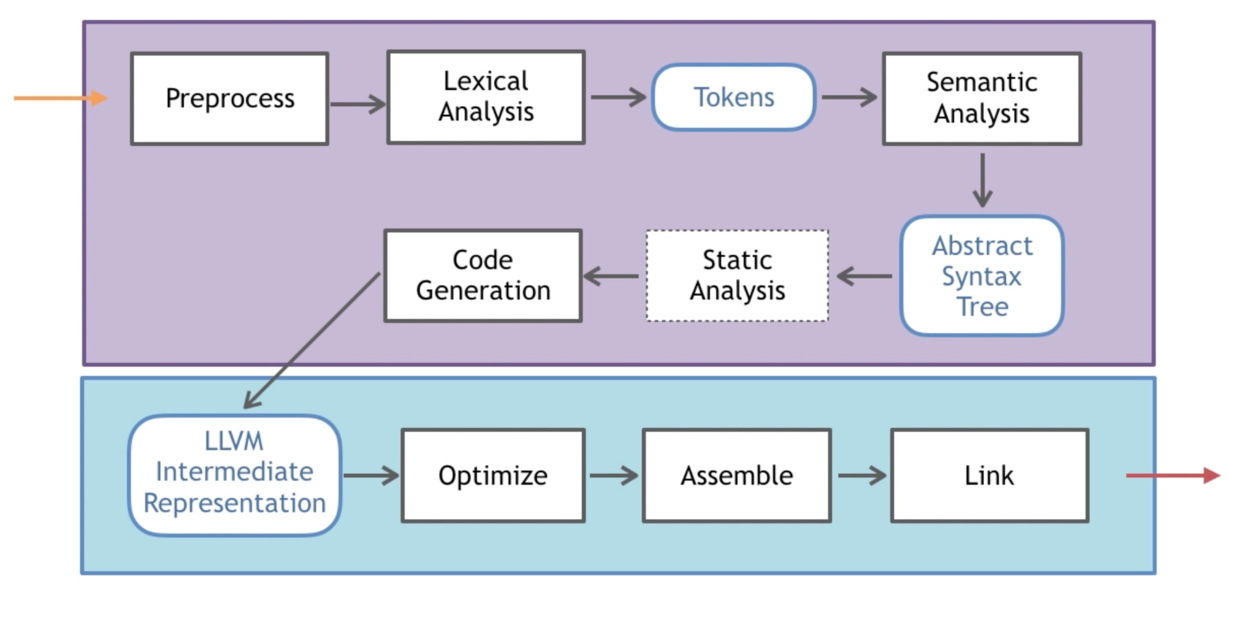 Preprocess
Lexical
Analysis
Tokens
Semantic
Analysis
Abstract
Syntax
Tree
Static
Analysis
Code
Generation
LLVM
Intermediate
Representation
Optimize
Assemble
Link